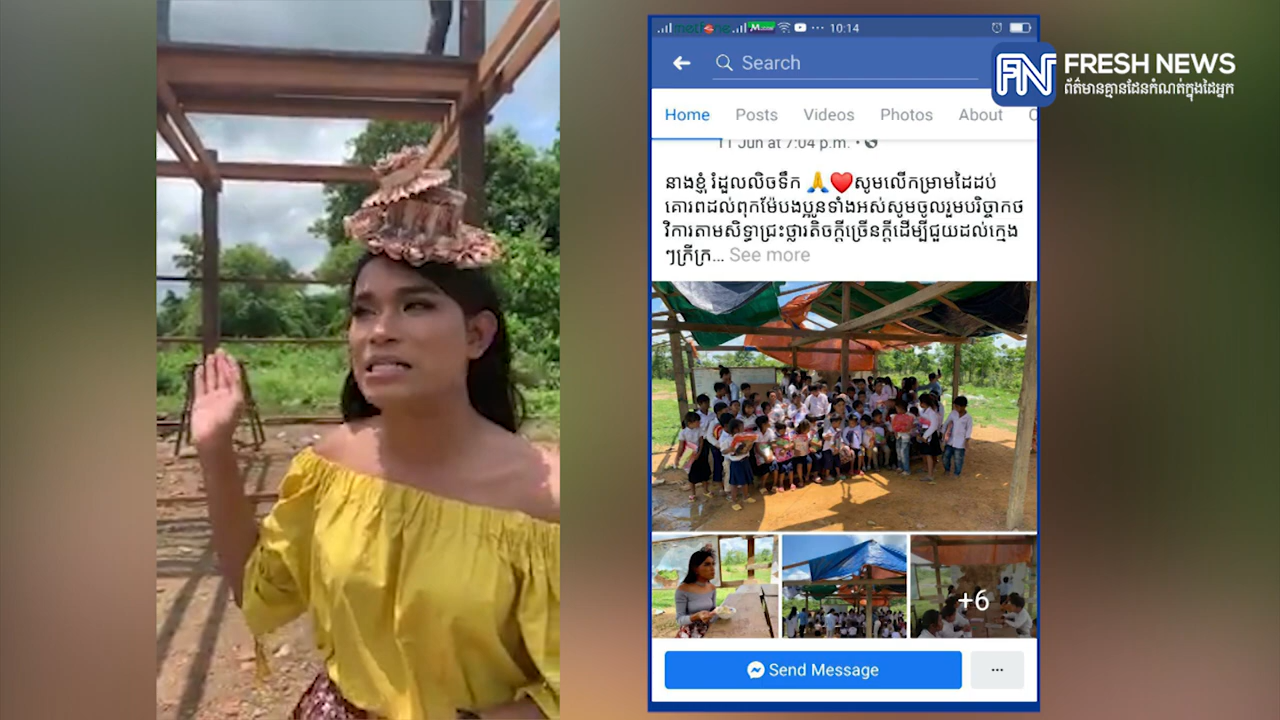 10:14
Search
FRESH NEWS
ព័ត៌មានគ្មានដែនកំណត់ក្នុងដៃអ្នក
Home Posts Videos Photos About
11 Jun at 7:04 p.m.
នាងខ្ញុំ រំដួលលិចទឹក 🙏❤️សូមលើកម្រាមដៃដប់
គោរពដល់ពុកម៉ែបងប្អូនទាំងអស់សូមចូលរួមបរិច្ចាកថ
វិការតាមសិទ្ធាជ្រះថ្លារតិចក្តីច្រើនក្តីដើម្បីជួយដល់ក្មេង
ៗក្រីក្រ... See more
+6
Send Message